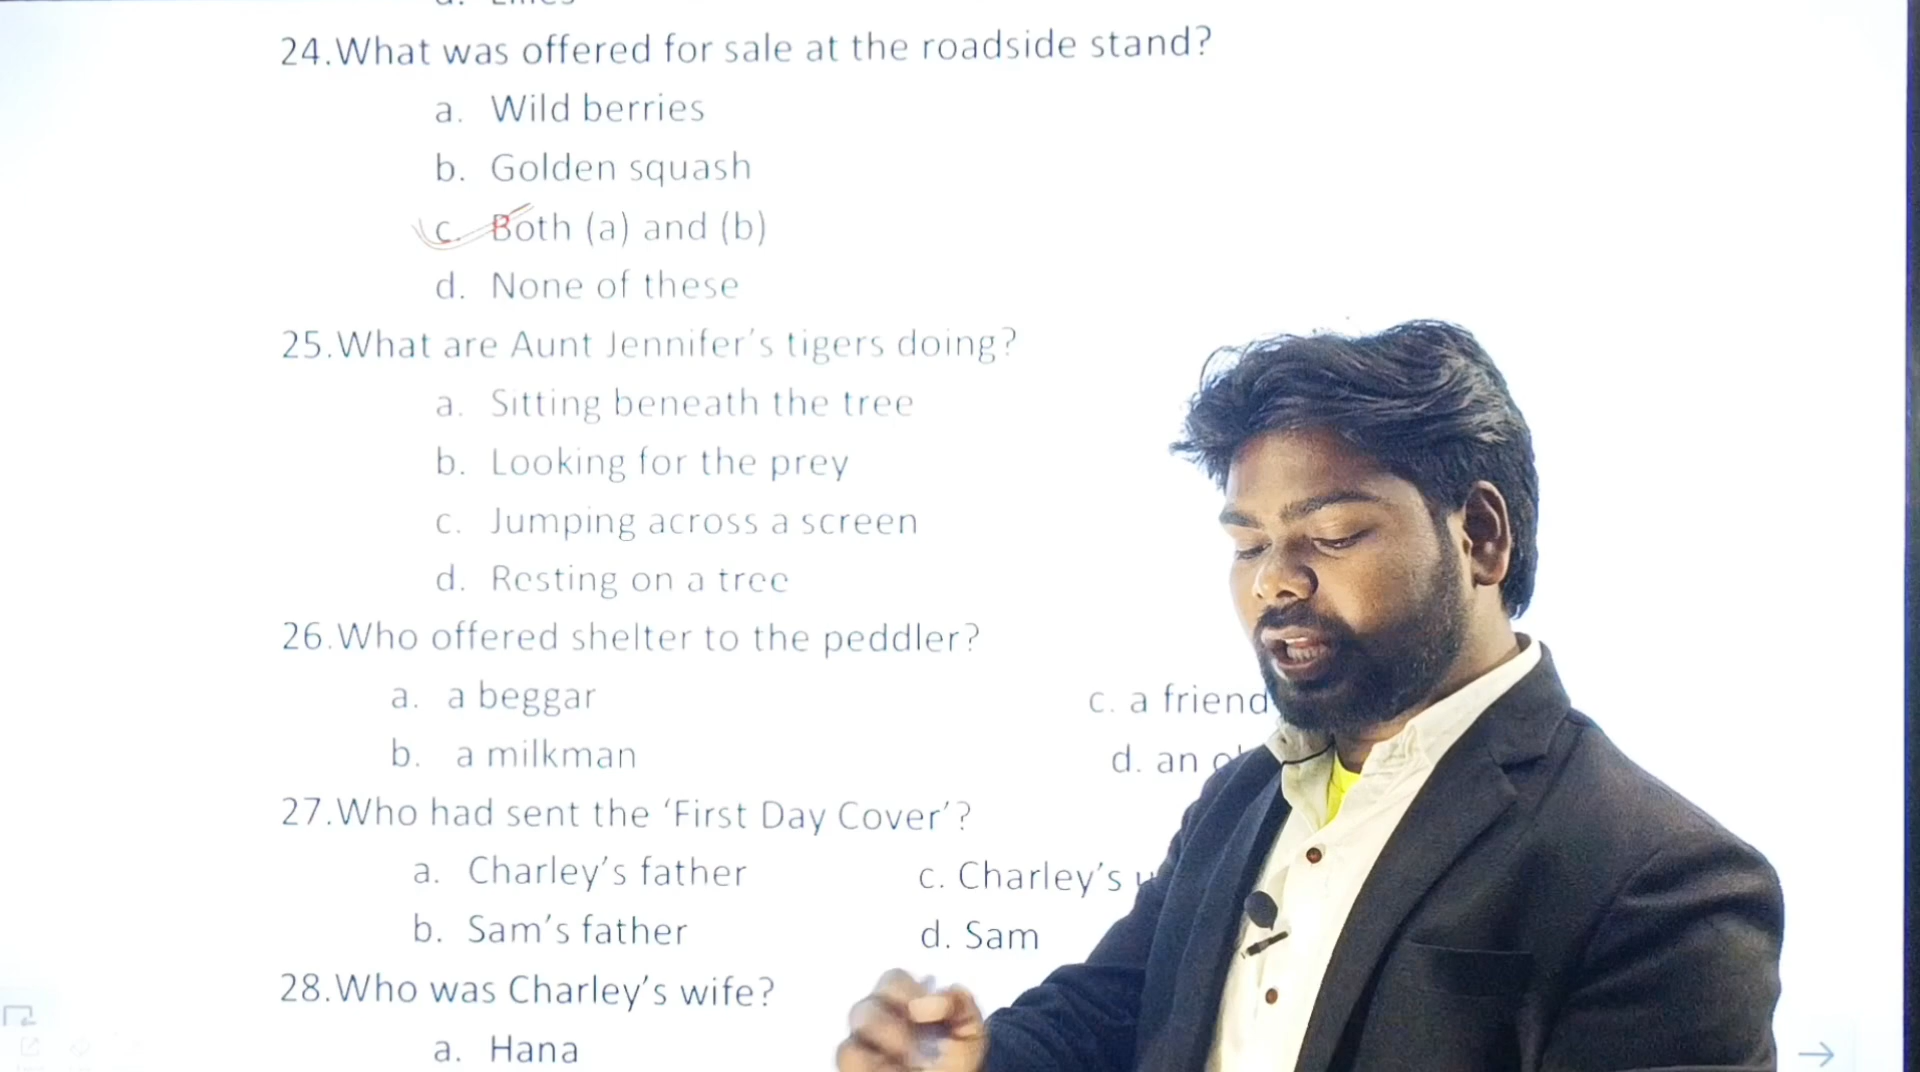 24.What was offered for sale at the roadside stand?
a. Wild berries
b. Golden squash
c. Both (a) and (b)
d. None of these
25.What are Aunt Jennifer's tigers doing?
a. Sitting beneath the tree
b. Looking for the prey
c. Jumping across a screen
d. Resting on a tree
26.Who offered shelter to the peddler?
a. a beggar c. a friend
b. a milkman d. an
27.Who had sent the ‘First Day Cover’?
a. Charley’s father c. Charley’s
b. Sam’s father d. Sam
28.Who was Charley’s wife?
a. Hana